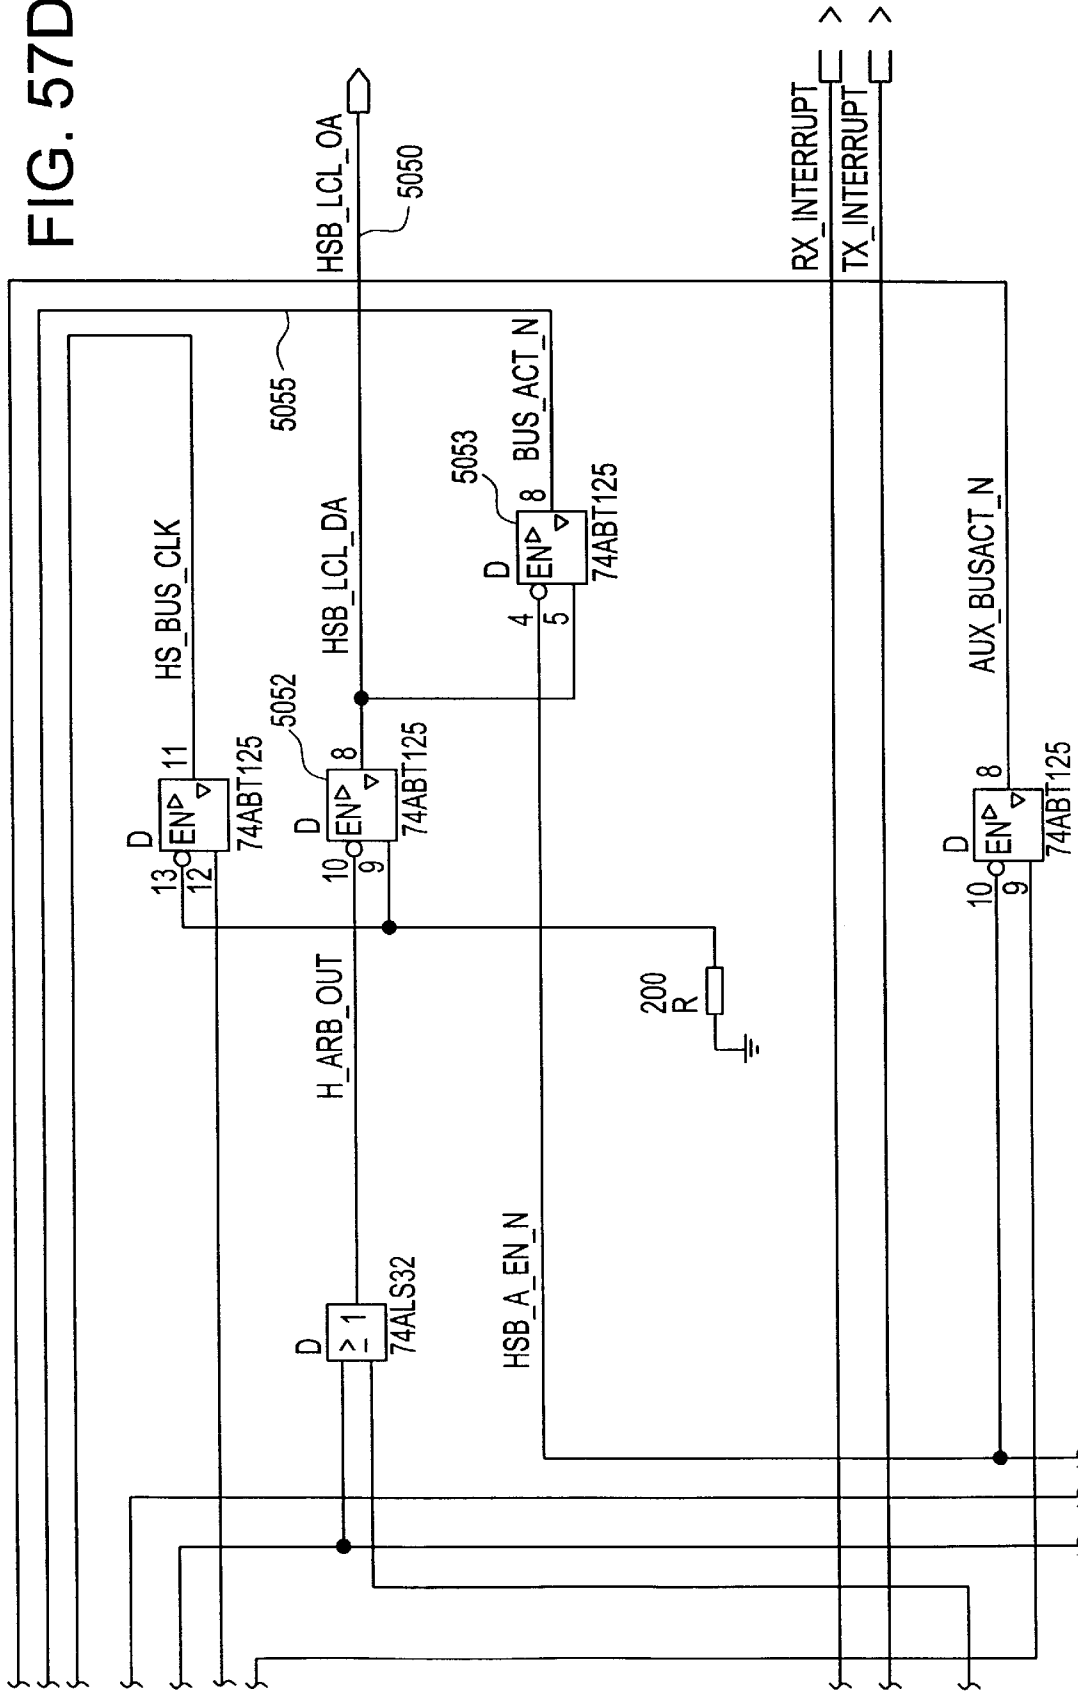 FIG. 57D
HSB_LCL_OA
5050
RX_INTERRUPT
TX_INTERRUPT
5055
HS_BUS_CLK
11
D
EN
13
12
74ABT125
HSB_LCL_DA
5052
8
D
EN
10
9
74ABT125
BUS_ACT_N
5053
8
D
EN
4
5
74ABT125
H_ARB_OUT
D
≥1
74ALS32
200
R
HSB_A_EN_N
AUX_BUSACT_N
8
D
EN
10
9
74ABT125